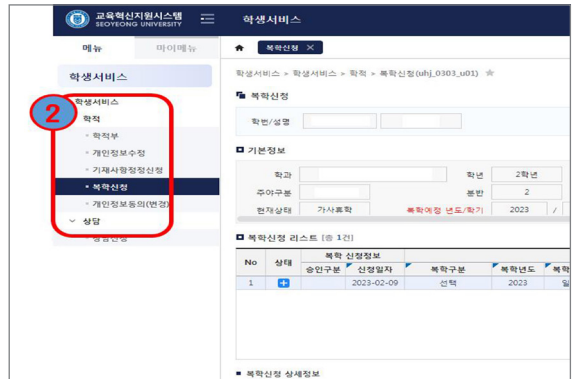 교육혁신지원시스템
SEOYEONG UNIVERSITY
학생서비스
메뉴 마이메뉴
복학신청 ×
학생서비스
학생서비스 > 학생서비스 > 학적 > 복학신청(uhj_0303_u01)
2
학생서비스
학적
학적부
개인정보수정
기재사항정정신청
복학신청
개인정보동의(변경)
상담
복학신청
학번/성명
기본정보
학과 학년 2학년
주야구분 분반 2
현재상태 가사휴학 복학예정 년도/학기 2023 /
복학신청 리스트 [총 1건]
No 상태 복학 신청정보
승인구분 신청일자 복학구분 복학년도 복학
1 2023-02-09 선택 2023 일
복학신청 상세정보